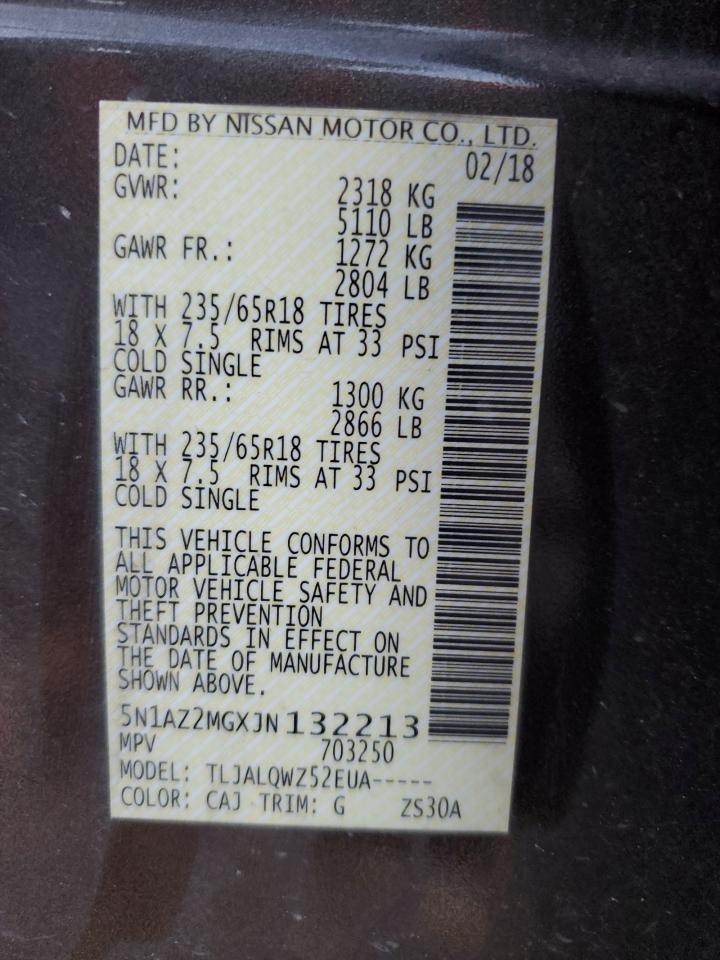 MFD BY NISSAN MOTOR CO., LTD.
DATE: 02/18
GVWR: 2318 KG
5110 LB
GAWR FR.: 1272 KG
2804 LB
WITH 235/65R18 TIRES
18 X 7.5 RIMS AT 33 PSI
COLD SINGLE
GAWR RR.: 1300 KG
2866 LB
WITH 235/65R18 TIRES
18 X 7.5 RIMS AT 33 PSI
COLD SINGLE
THIS VEHICLE CONFORMS TO
ALL APPLICABLE FEDERAL
MOTOR VEHICLE SAFETY AND
THEFT PREVENTION
STANDARDS IN EFFECT ON
THE DATE OF MANUFACTURE
SHOWN ABOVE.
5N1AZ2MGXJN132213
MPV 703250
MODEL: TLJALQWZ52EUA-----
COLOR: CAJ TRIM: G ZS30A